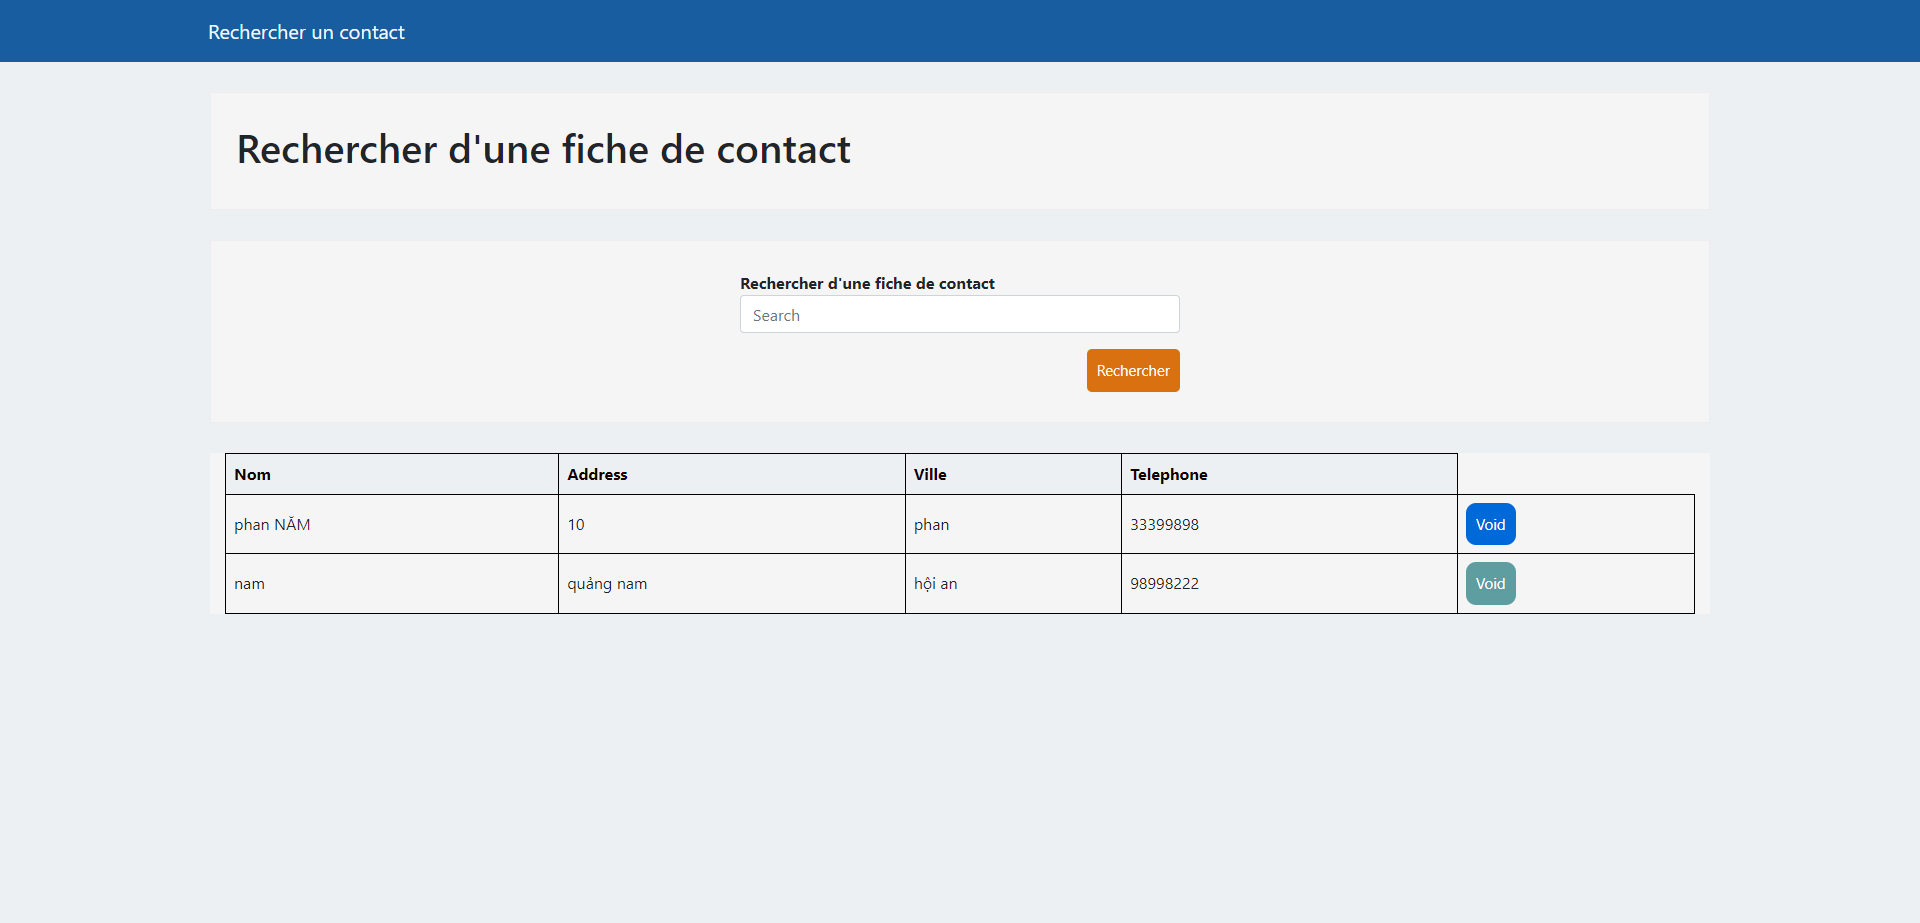 Rechercher un contact
Rechercher d'une fiche de contact
Rechercher d'une fiche de contact
Search
Rechercher
Nom Address Ville Telephone
phan NĂM 10 phan 33399898 Void
nam quảng nam hội an 98998222 Void